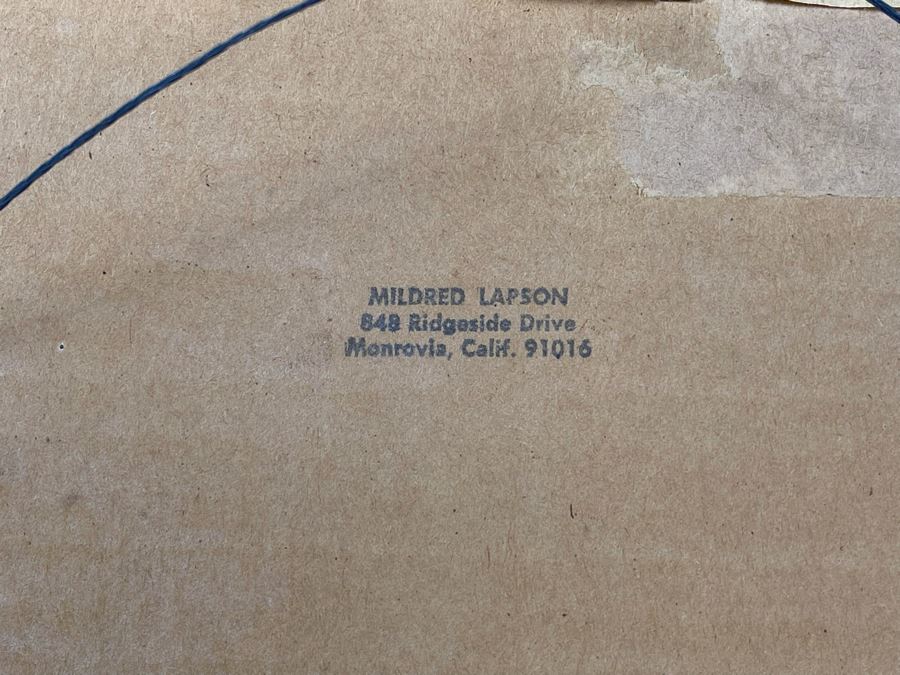 MILDRED LAPSON
848 Ridgeside Drive
Monrovia, Calif. 91016